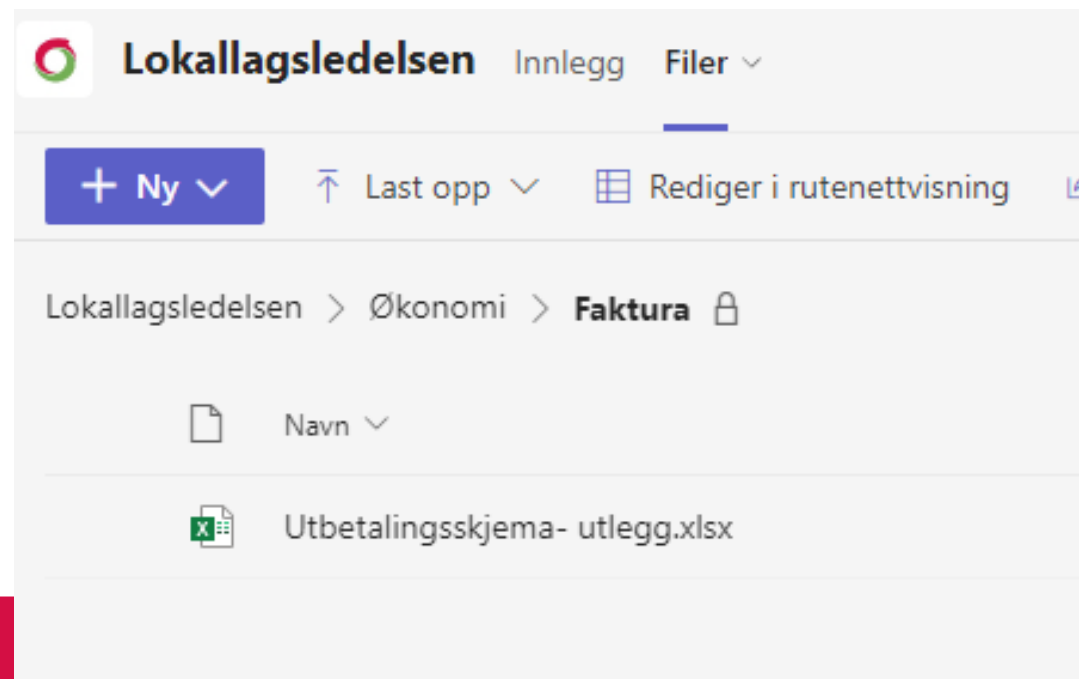 Lokallagsledelsen Innlegg Filer
Ny Last opp Rediger i rutenettvisning
Lokallagsledelsen > Økonomi > Faktura
Navn
Utbetalingsskjema- utlegg.xlsx